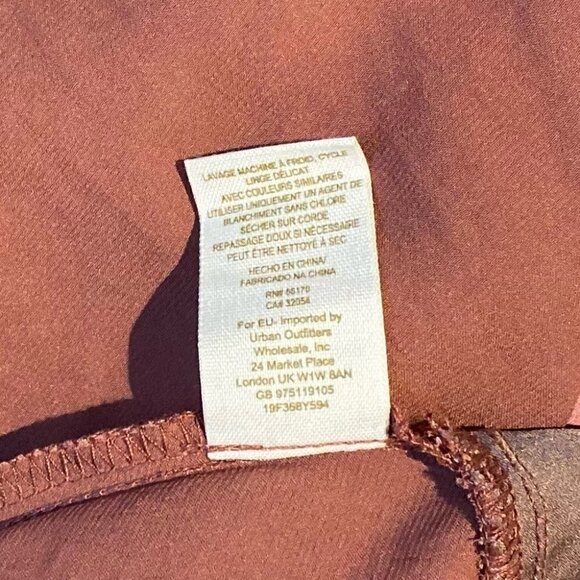 LAVAGE MACHINE À FROID, CYCLE
LINGE DÉLICAT
AVEC COULEURS SIMILAIRES
UTILISER UNIQUEMENT UN AGENT DE
BLANCHIMENT SANS CHLORE
SÉCHER SUR CORDE
REPASSAGE DOUX SI NÉCESSAIRE
PEUT ÊTRE NETTOYÉ À SEC
HECHO EN CHINA/
FABRICADO NA CHINA
RN# 66170
CA# 32054
For EU- Imported by
Urban Outfitters
Wholesale, Inc
24 Market Place
London UK W1W 8AN
GB 975119105
19F368Y594